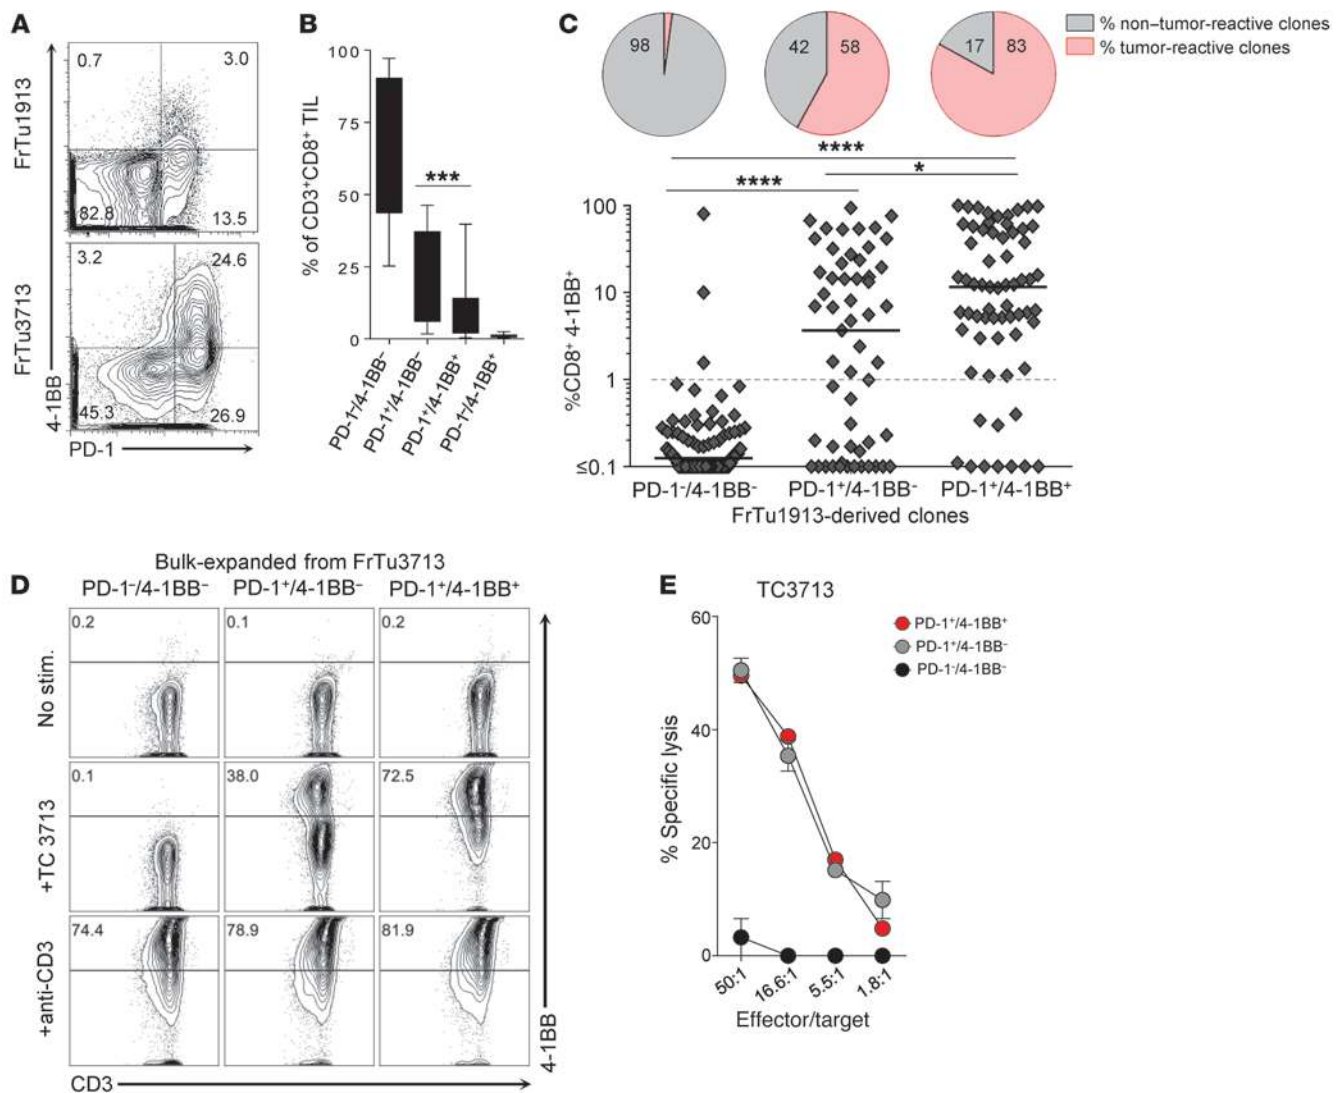 A
FrTu1913
0.7
3.0
82.8
13.5
FrTu3713
3.2
24.6
45.3
26.9
4-1BB
PD-1
B
% of CD3⁺CD8⁺ TIL
100
75
50
25
0
***
PD-1⁻/4-1BB⁻
PD-1⁺/4-1BB⁻
PD-1⁺/4-1BB⁺
PD-1⁻/4-1BB⁺
C
98
42 58
17 83
% non–tumor-reactive clones
% tumor-reactive clones
****
**** *
%CD8⁺ 4-1BB⁺
100
10
1
≤0.1
PD-1⁻/4-1BB⁻ PD-1⁺/4-1BB⁻ PD-1⁺/4-1BB⁺
FrTu1913-derived clones
D
Bulk-expanded from FrTu3713
PD-1⁻/4-1BB⁻ PD-1⁺/4-1BB⁻ PD-1⁺/4-1BB⁺
No stim.
0.2 0.1 0.2
+TC 3713
0.1 38.0 72.5
+anti-CD3
74.4 78.9 81.9
4-1BB
CD3
E
TC3713
PD-1⁺/4-1BB⁺
PD-1⁺/4-1BB⁻
PD-1⁻/4-1BB⁻
% Specific lysis
60
40
20
0
50:1 16.6:1 5.5:1 1.8:1
Effector/target